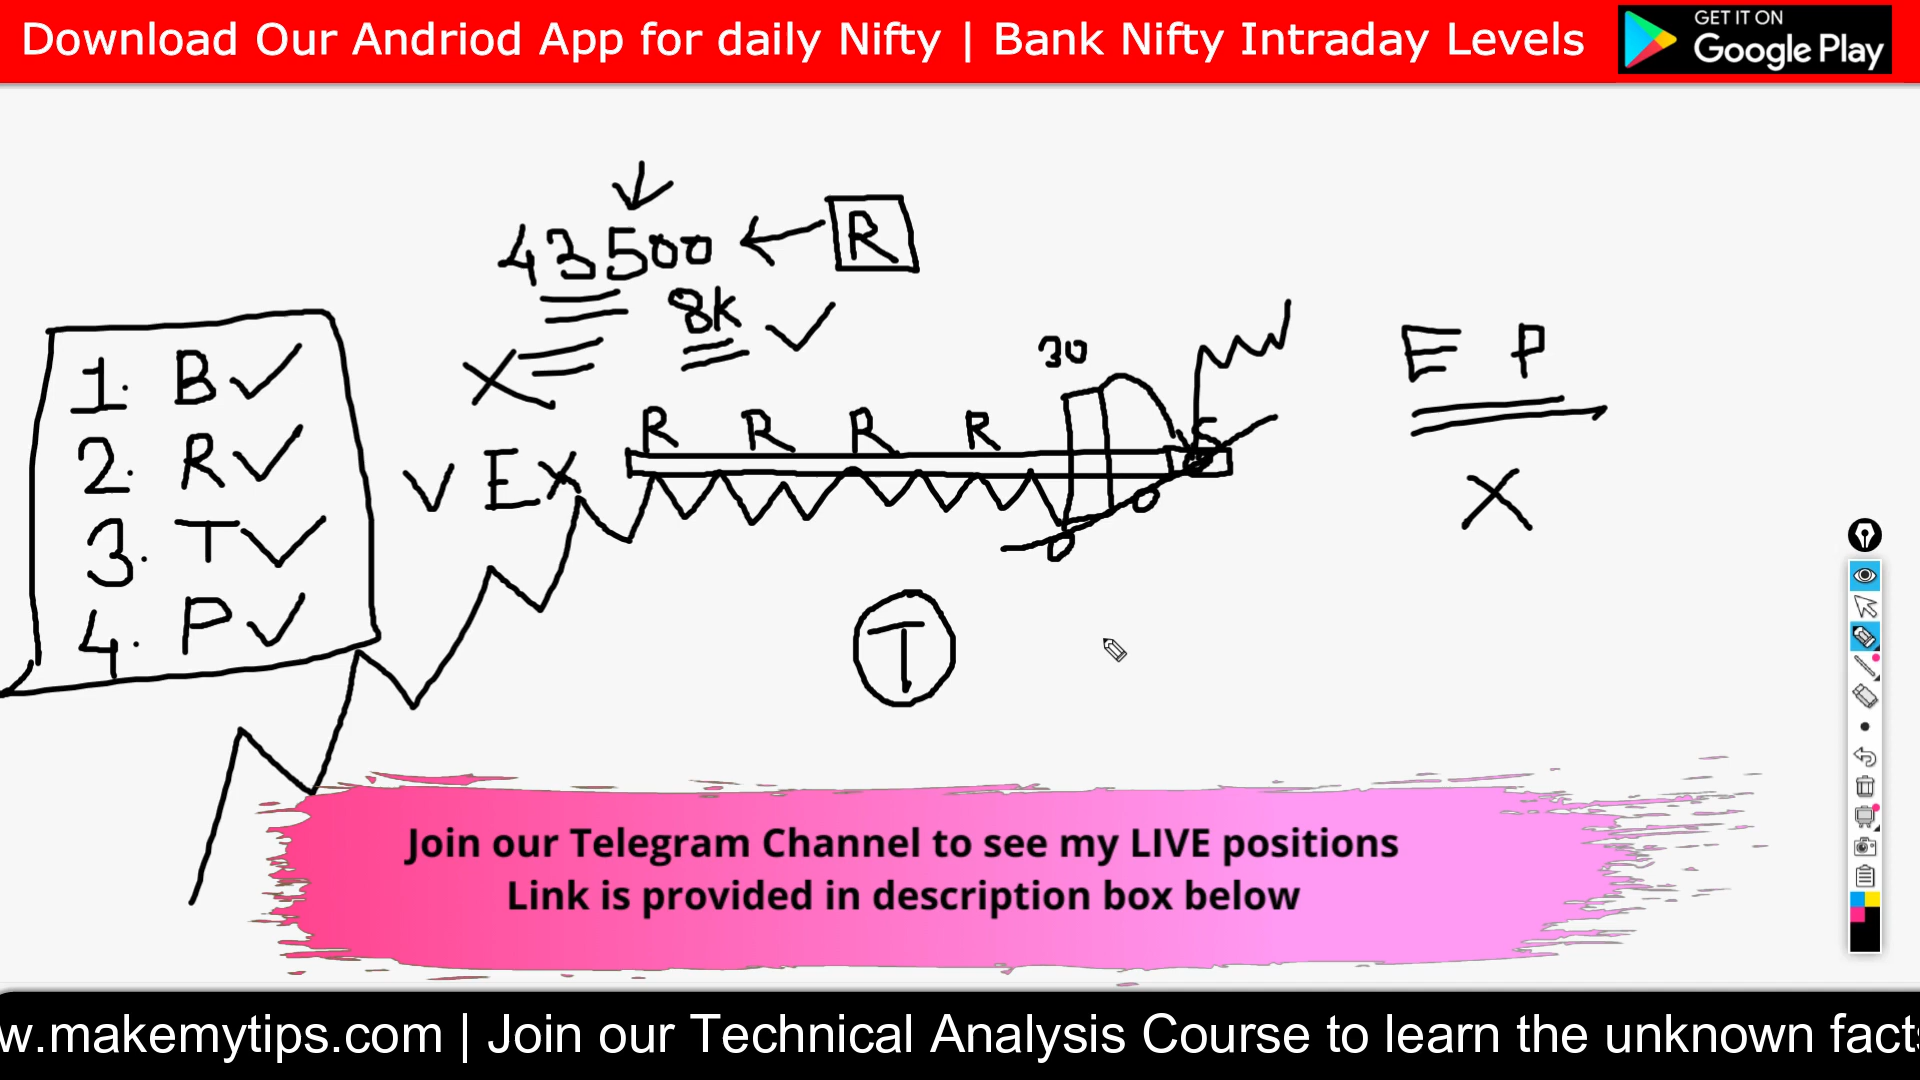 Download Our Andriod App for daily Nifty | Bank Nifty Intraday Levels
GET IT ON
Google Play
43500
R
8K
1. B
2. R
3. T
4. P
X
V EX
R R R R
30
S
E P
X
T
Join our Telegram Channel to see my LIVE positions
Link is provided in description box below
w.makemytips.com | Join our Technical Analysis Course to learn the unknown facts